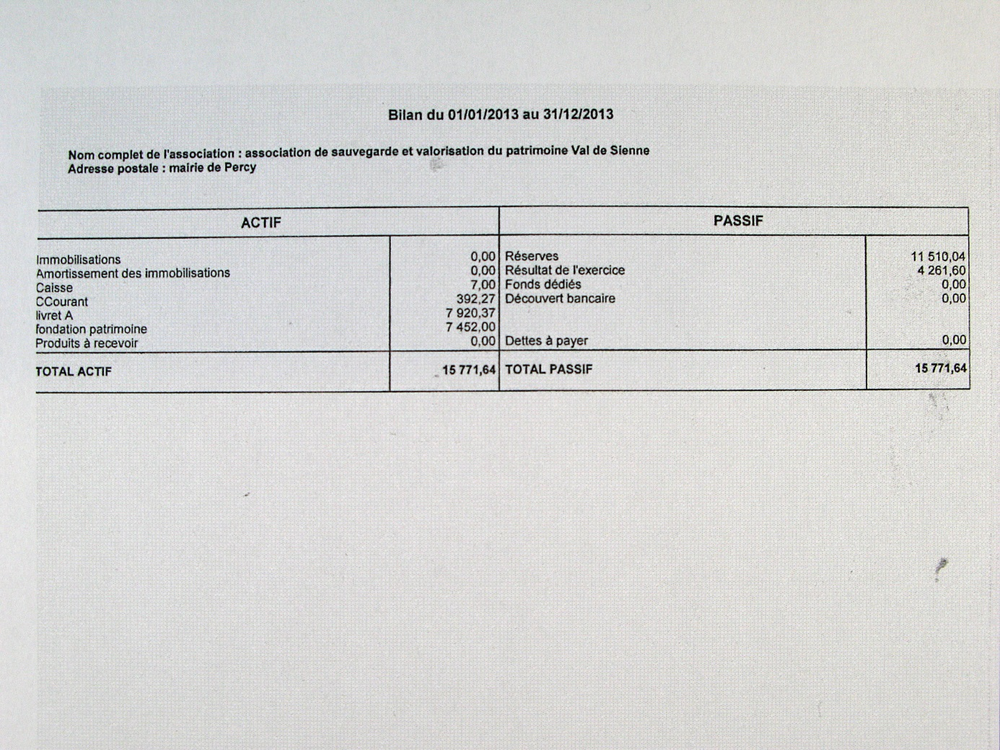 Bilan du 01/01/2013 au 31/12/2013
Nom complet de l'association : association de sauvegarde et valorisation du patrimoine Val de Sienne
Adresse postale : mairie de Percy
ACTIF PASSIF
Immobilisations 0,00 Réserves 11 510,04
Amortissement des immobilisations 0,00 Résultat de l'exercice 4 261,60
Caisse 7,00 Fonds dédiés 0,00
CCourant 392,27 Découvert bancaire 0,00
livret A 7 920,37
fondation patrimoine 7 452,00
Produits à recevoir 0,00 Dettes à payer 0,00
TOTAL ACTIF 15 771,64 TOTAL PASSIF 15 771,64